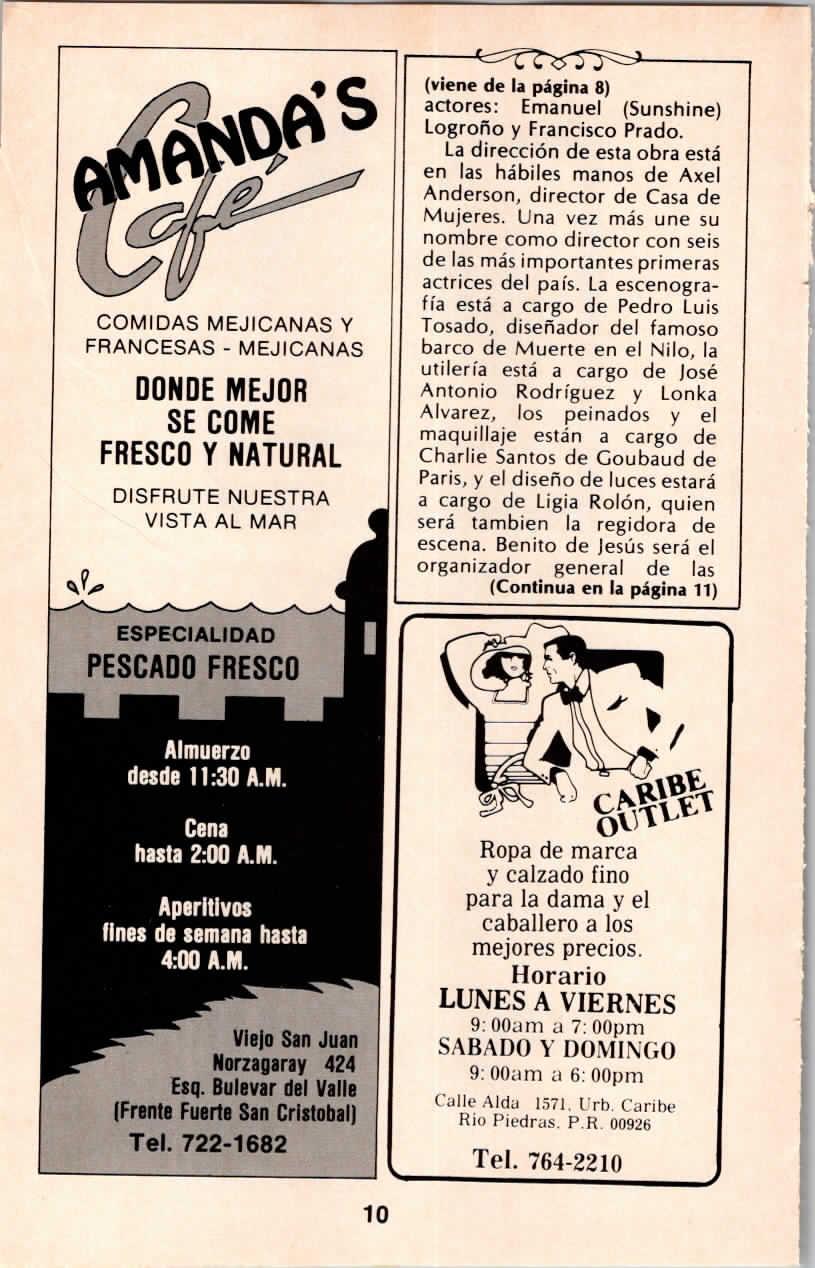 AMANDA'S
Café
COMIDAS MEJICANAS Y
FRANCESAS - MEJICANAS
DONDE MEJOR
SE COME
FRESCO Y NATURAL
DISFRUTE NUESTRA
VISTA AL MAR
ESPECIALIDAD
PESCADO FRESCO
Almuerzo
desde 11:30 A.M.
Cena
hasta 2:00 A.M.
Aperitivos
fines de semana hasta
4:00 A.M.
Viejo San Juan
Norzagaray 424
Esq. Bulevar del Valle
(Frente Fuerte San Cristobal)
Tel. 722-1682
(viene de la página 8)
actores: Emanuel (Sunshine)
Logroño y Francisco Prado.
La dirección de esta obra está
en las hábiles manos de Axel
Anderson, director de Casa de
Mujeres. Una vez más une su
nombre como director con seis
de las más importantes primeras
actrices del país. La escenogra-
fía está a cargo de Pedro Luis
Tosado, diseñador del famoso
barco de Muerte en el Nilo, la
utilería está a cargo de José
Antonio Rodríguez y Lonka
Alvarez, los peinados y el
maquillaje están a cargo de
Charlie Santos de Goubaud de
Paris, y el diseño de luces estará
a cargo de Ligia Rolón, quien
será tambien la regidora de
escena. Benito de Jesús será el
organizador general de las
(Continua en la página 11)
CARIBE
OUTLET
Ropa de marca
y calzado fino
para la dama y el
caballero a los
mejores precios.
Horario
LUNES A VIERNES
9:00am a 7:00pm
SABADO Y DOMINGO
9:00am a 6:00pm
Calle Alda 1571, Urb. Caribe
Rio Piedras. P.R. 00926
Tel. 764-2210
10